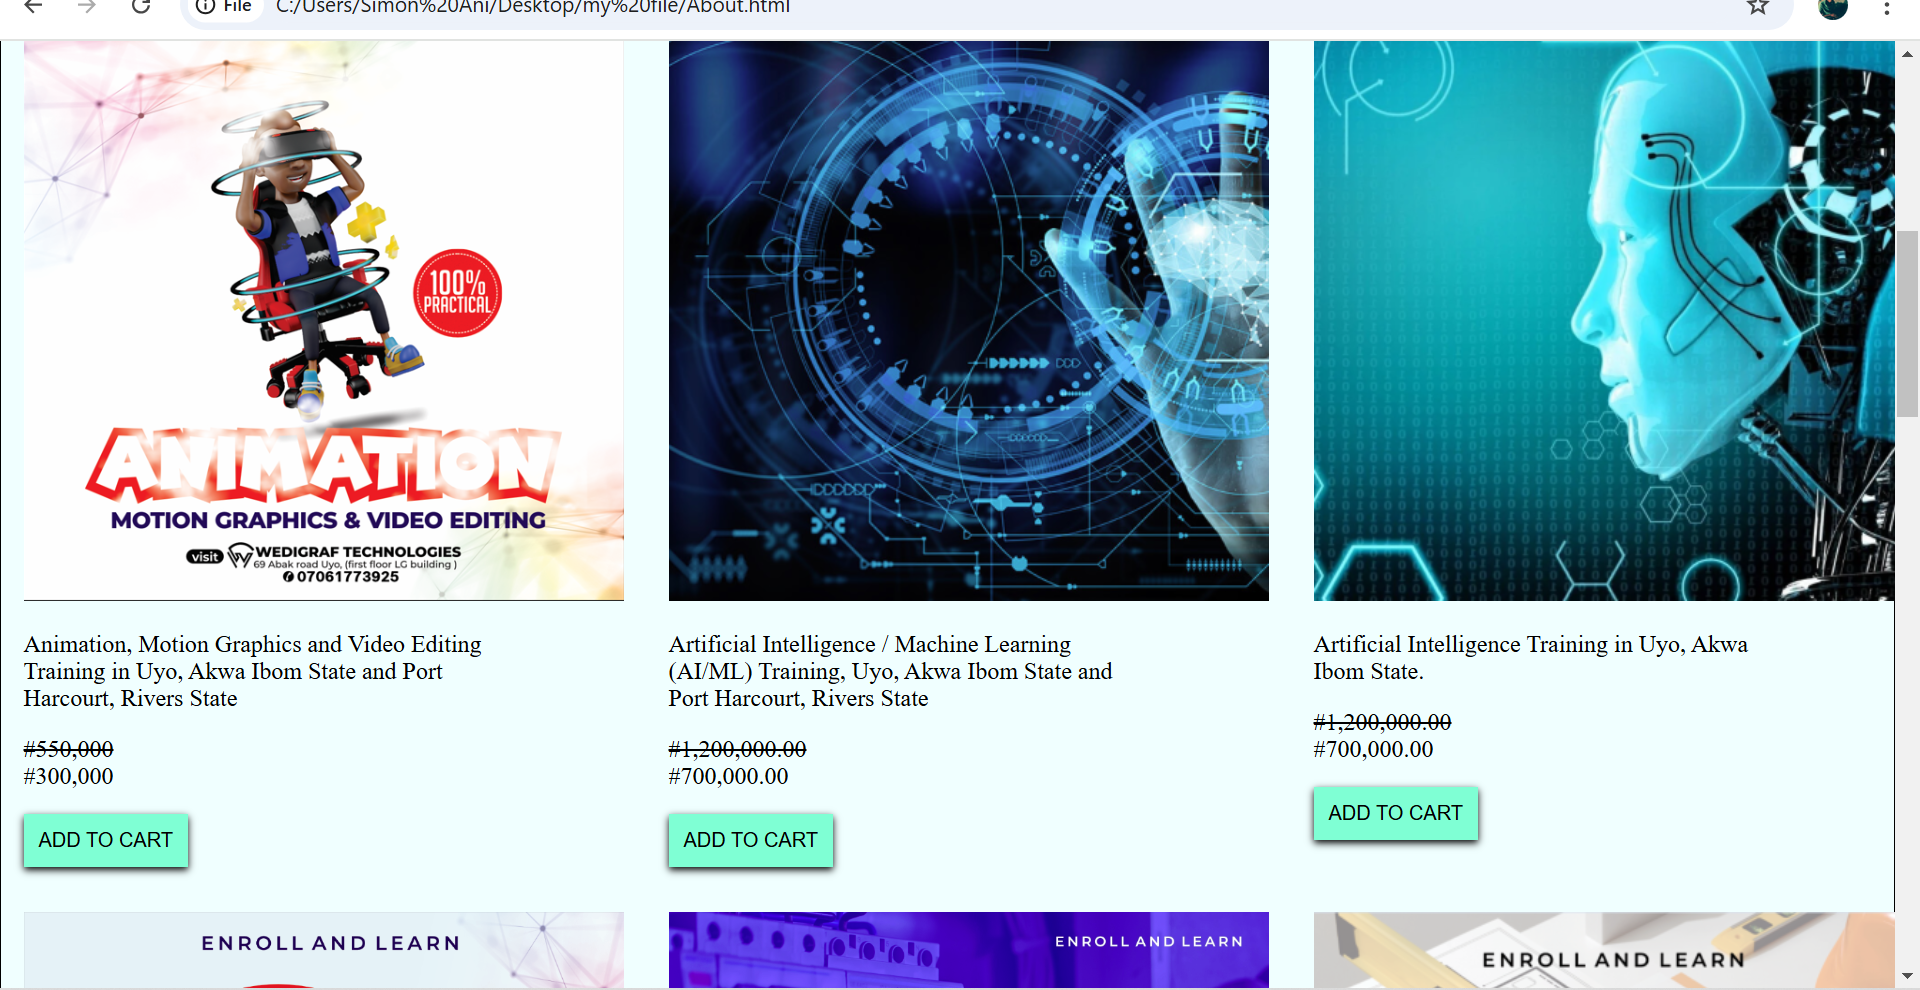 File C:/Users/Simon%20Ani/Desktop/my%20file/About.html
100%
PRACTICAL
ANIMATION
MOTION GRAPHICS & VIDEO EDITING
visit WEDIGRAF TECHNOLOGIES
69 Abak road Uyo, (first floor LG building )
07061773925
Animation, Motion Graphics and Video Editing
Training in Uyo, Akwa Ibom State and Port
Harcourt, Rivers State
#550,000
#300,000
ADD TO CART
Artificial Intelligence / Machine Learning
(AI/ML) Training, Uyo, Akwa Ibom State and
Port Harcourt, Rivers State
#1,200,000.00
#700,000.00
ADD TO CART
Artificial Intelligence Training in Uyo, Akwa
Ibom State.
#1,200,000.00
#700,000.00
ADD TO CART
ENROLL AND LEARN
ENROLL AND LEARN
ENROLL AND LEARN